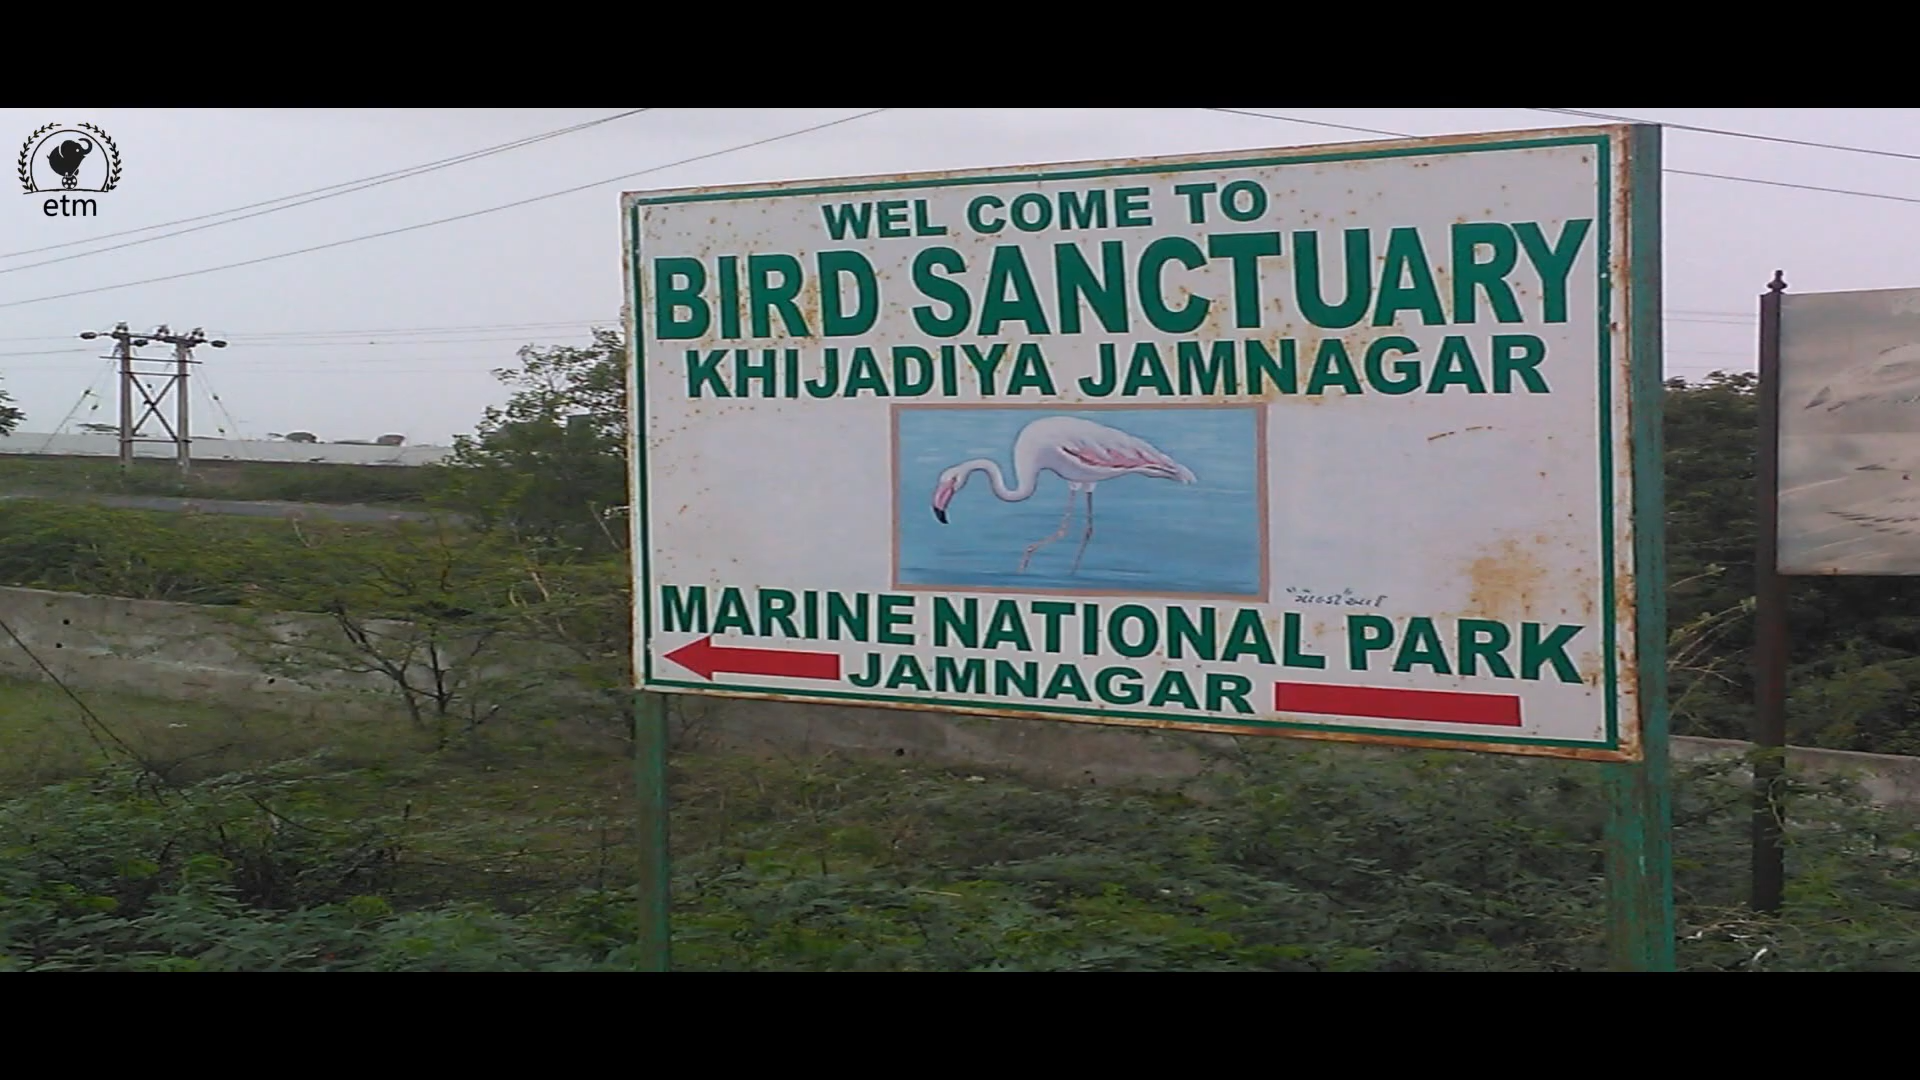 etm
WEL COME TO
BIRD SANCTUARY
KHIJADIYA JAMNAGAR
MARINE NATIONAL PARK
JAMNAGAR